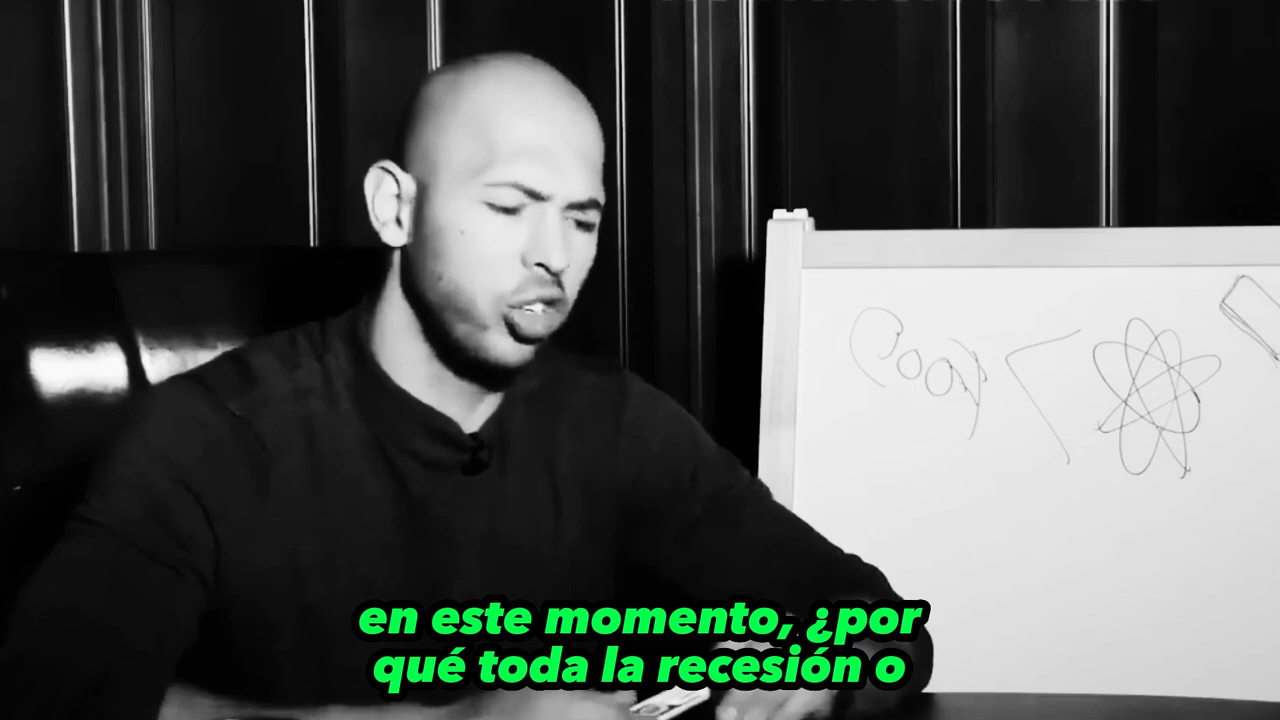 en este momento, ¿por
qué toda la recesión o